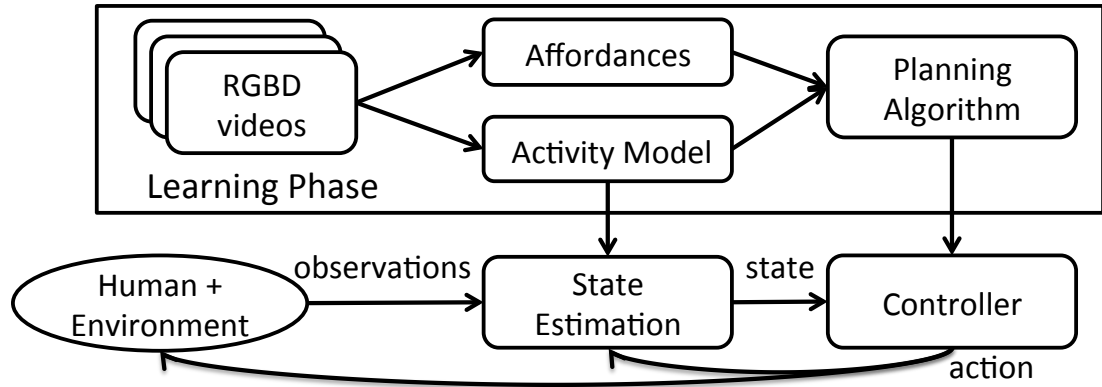 RGBD
videos
Affordances
Activity Model
Planning
Algorithm
Learning Phase
Human +
Environment
observations
State
Estimation
state
Controller
action